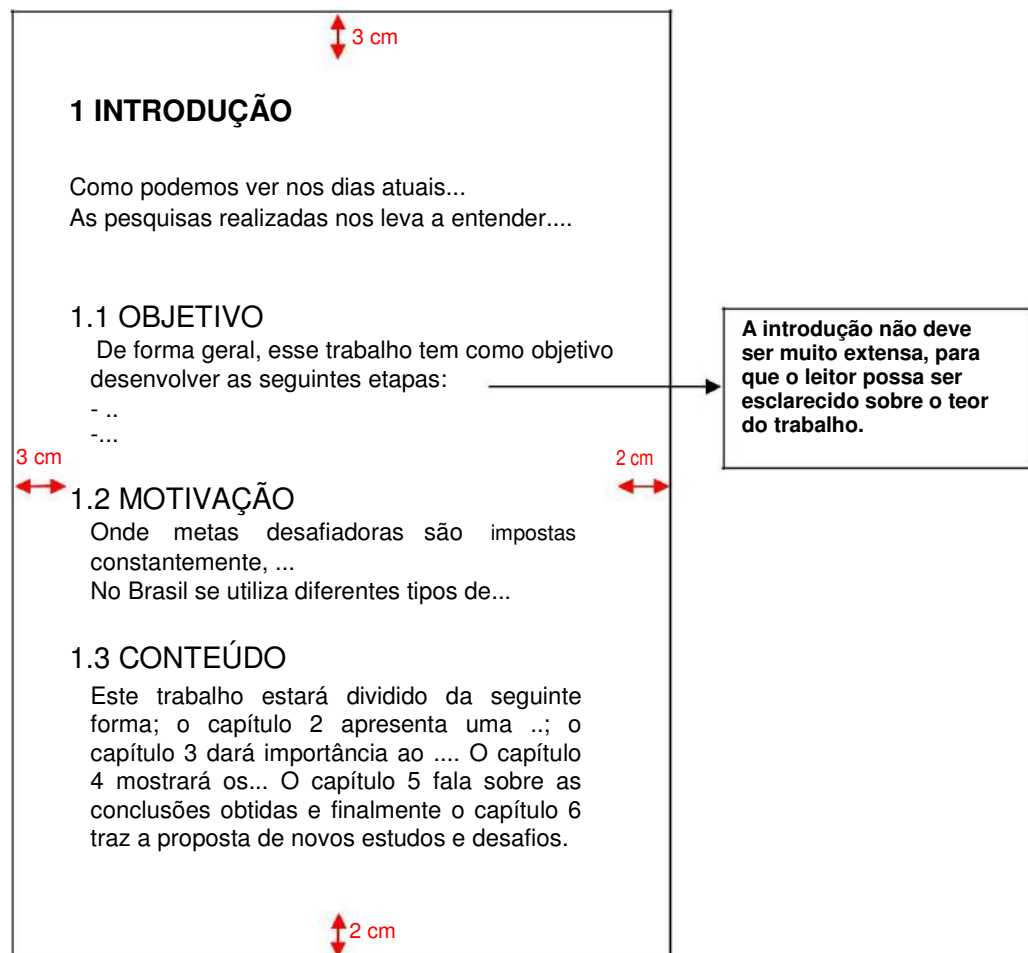 3 cm
1 INTRODUÇÃO
Como podemos ver nos dias atuais...
As pesquisas realizadas nos leva a entender....
1.1 OBJETIVO
De forma geral, esse trabalho tem como objetivo
desenvolver as seguintes etapas:
- ..
-...
A introdução não deve
ser muito extensa, para
que o leitor possa ser
esclarecido sobre o teor
do trabalho.
3 cm
2 cm
1.2 MOTIVAÇÃO
Onde metas desafiadoras são impostas
constantemente, ...
No Brasil se utiliza diferentes tipos de...
1.3 CONTEÚDO
Este trabalho estará dividido da seguinte
forma; o capítulo 2 apresenta uma ..; o
capítulo 3 dará importância ao .... O capítulo
4 mostrará os... O capítulo 5 fala sobre as
conclusões obtidas e finalmente o capítulo 6
traz a proposta de novos estudos e desafios.
2 cm